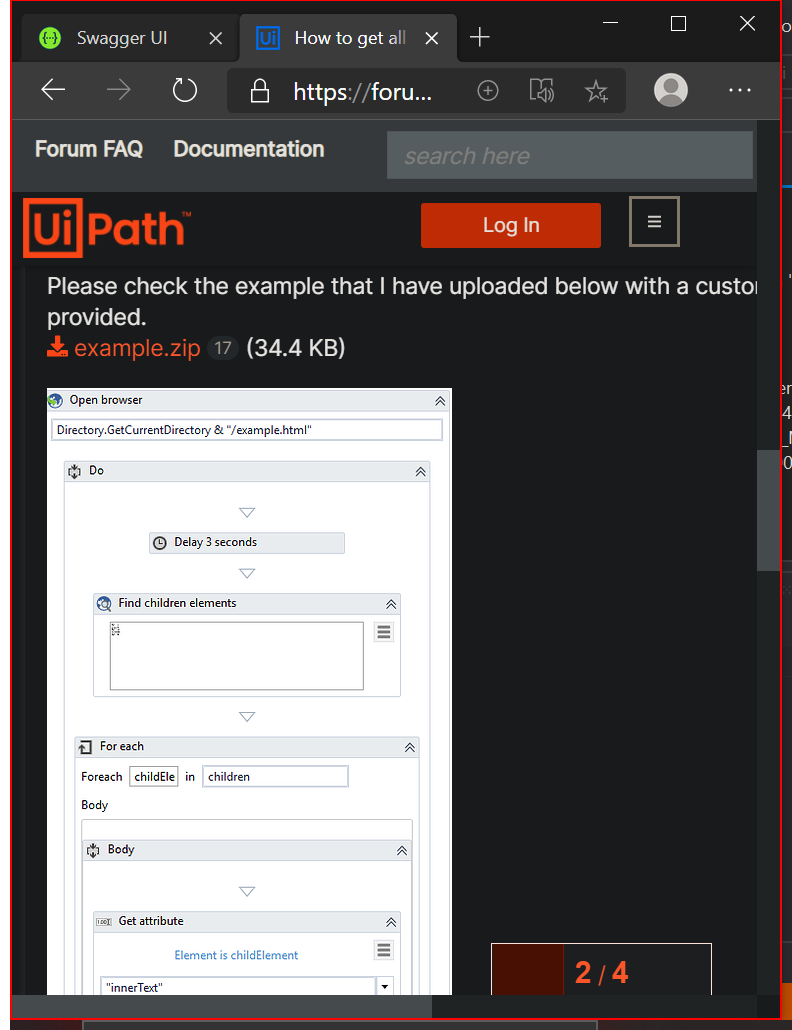 Swagger UI
How to get all
https://foru...
Forum FAQ Documentation
search here
UiPath™
Log In
Please check the example that I have uploaded below with a custo
provided.
example.zip 17 (34.4 KB)
Open browser
Directory.GetCurrentDirectory & "/example.html"
Do
Delay 3 seconds
Find children elements
For each
Foreach childEle in children
Body
Body
Get attribute
Element is childElement
"innerText"
2 / 4